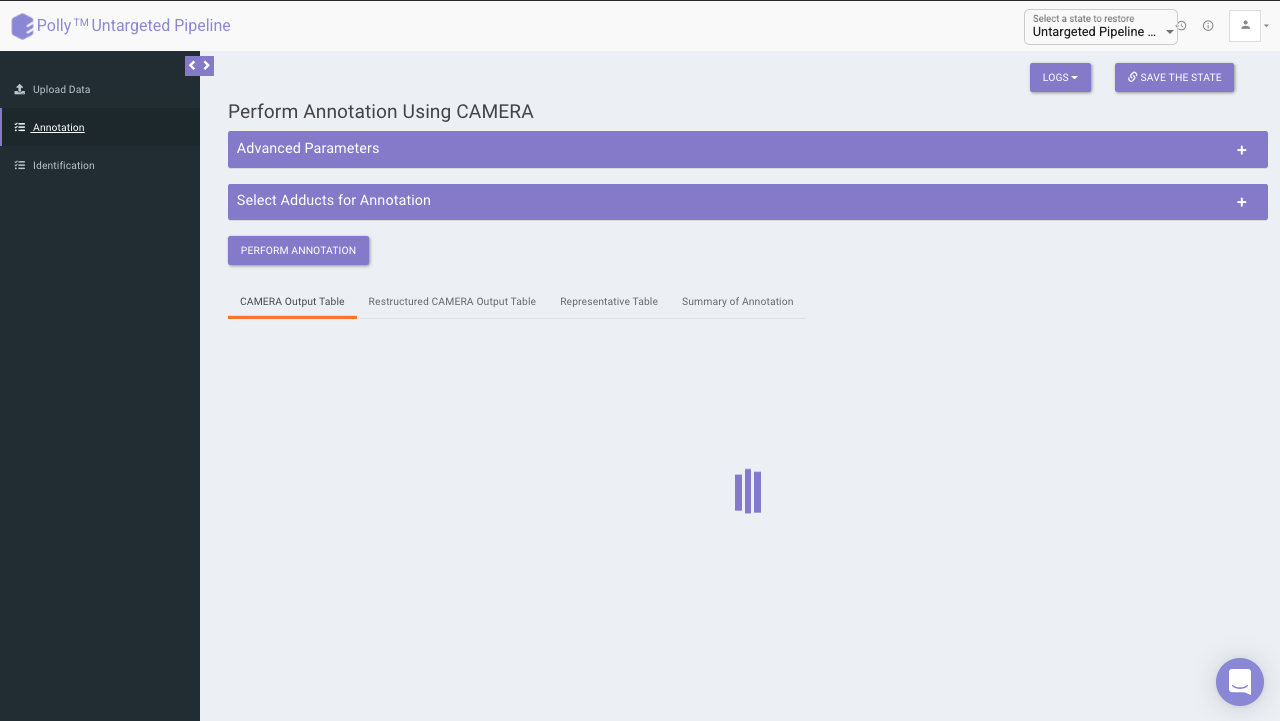 Polly™ Untargeted Pipeline
Select a state to restore
Untargeted Pipeline ...
LOGS
SAVE THE STATE
Upload Data
Annotation
Identification
Perform Annotation Using CAMERA
Advanced Parameters
Select Adducts for Annotation
PERFORM ANNOTATION
CAMERA Output Table
Restructured CAMERA Output Table
Representative Table
Summary of Annotation